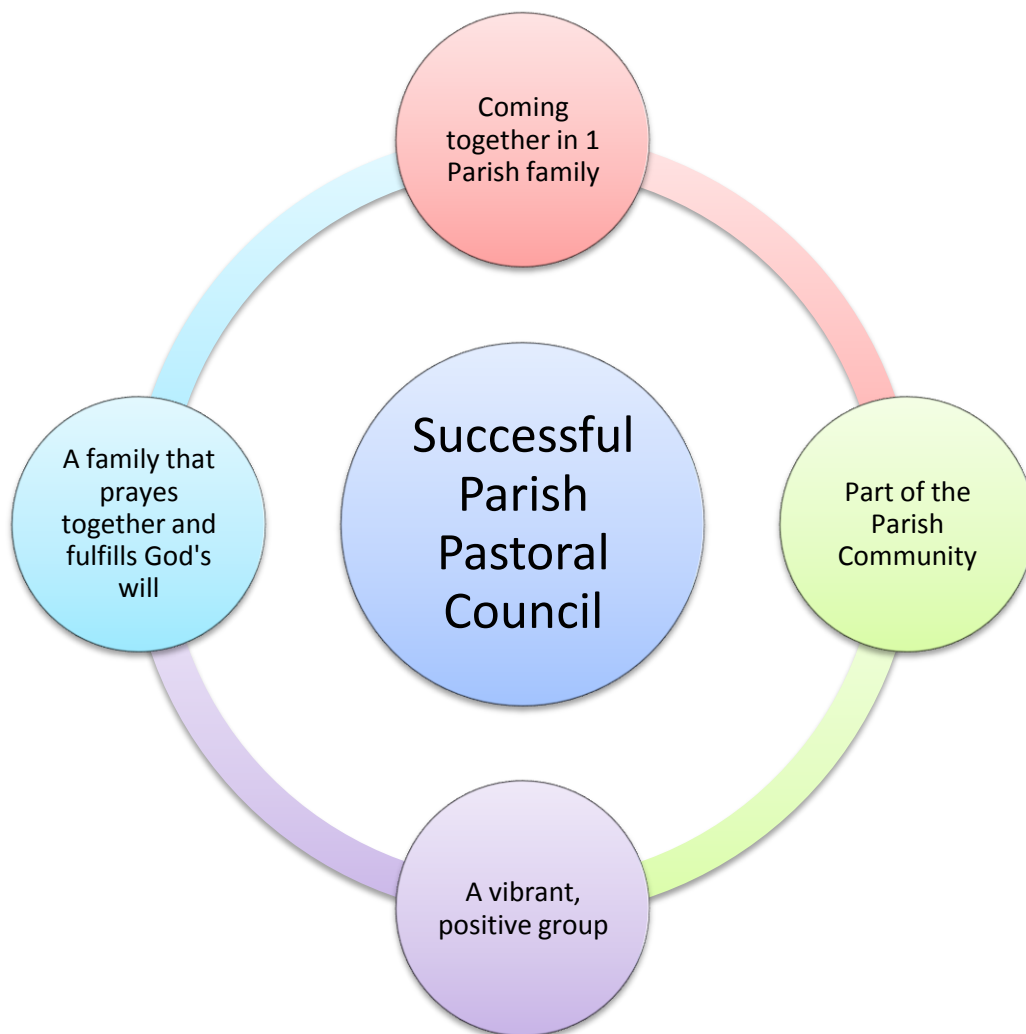 Coming
together in 1
Parish family
Successful
Parish
Pastoral
Council
A family that
prayes
together and
fulfills God's
will
Part of the
Parish
Community
A vibrant,
positive group